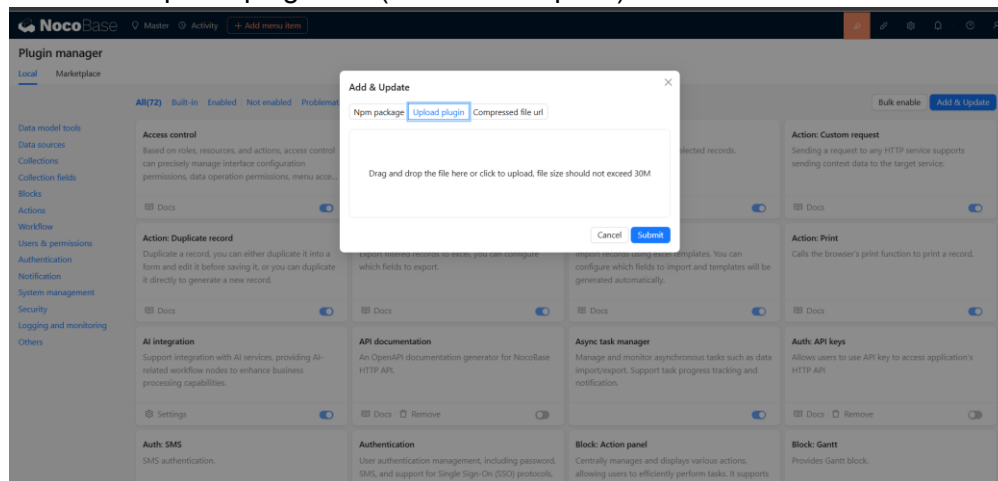 NocoBase Master Activity + Add menu item
Plugin manager
Local Marketplace
All(72) Built-in Enabled Not enabled Problemat
Bulk enable Add & Update
Add & Update
Npm package Upload plugin Compressed file url
Drag and drop the file here or click to upload, file size should not exceed 30M
Cancel Submit
Data model tools
Data sources
Collections
Collection fields
Blocks
Actions
Workflow
Users & permissions
Authentication
Notification
System management
Security
Logging and monitoring
Others
Access control
Based on roles, resources, and actions, access control
can precisely manage interface configuration
permissions, data operation permissions, menu acce...
Docs
elected records.
Action: Custom request
Sending a request to any HTTP service supports
sending context data to the target service.
Docs
Action: Duplicate record
Duplicate a record, you can either duplicate it into a
form and edit it before saving it, or you can duplicate
it directly to generate a new record.
Docs
Export filtered records to excel, you can configure
which fields to export.
Docs
Import records using excel templates. You can
configure which fields to import and templates will be
generated automatically.
Docs
Action: Print
Calls the browser's print function to print a record.
Docs
AI integration
Support integration with AI services, providing AI-
related workflow nodes to enhance business
processing capabilities.
Settings
API documentation
An OpenAPI documentation generator for NocoBase
HTTP API.
Docs Remove
Async task manager
Manage and monitor asynchronous tasks such as data
import/export. Support task progress tracking and
notification.
Auth: API keys
Allows users to use API key to access application's
HTTP API
Docs Remove
Auth: SMS
SMS authentication.
Authentication
User authentication management, including password,
SMS, and support for Single Sign-On (SSO) protocols,
Block: Action panel
Centrally manages and displays various actions,
allowing users to efficiently perform tasks. It supports
Block: Gantt
Provides Gantt block.